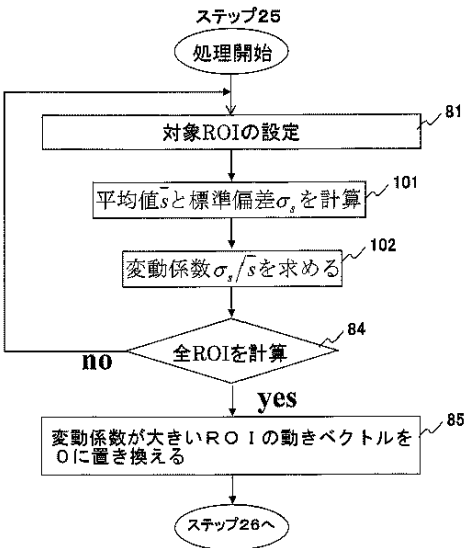 ステップ25
処理開始
対象ROIの設定
81
平均値s̄と標準偏差σₛを計算
101
変動係数σₛ/s̄を求める
102
全ROIを計算
84
no
yes
変動係数が大きいＲＯＩの動きベクトルを
０に置き換える
85
ステップ26へ